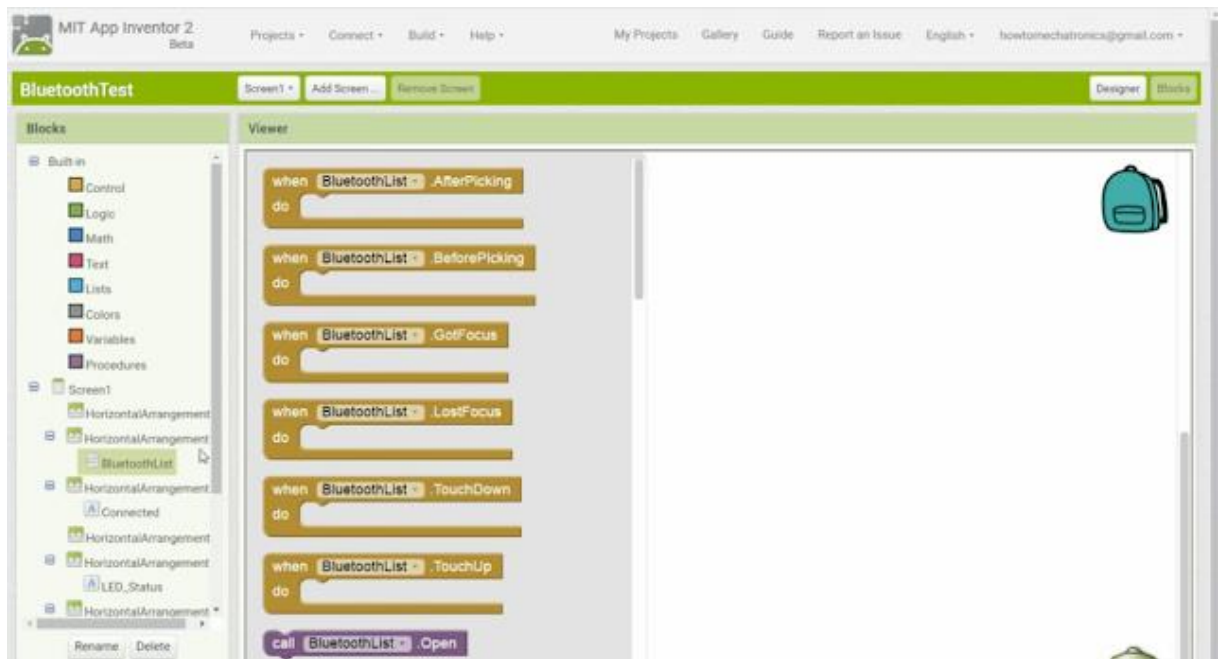 MIT App Inventor 2
Beta
Projects Connect Build Help My Projects Gallery Guide Report an Issue English howtomechatronics@gmail.com
BluetoothTest Screen1 Add Screen ... Remove Screen Designer Blocks
Blocks
Viewer
Built-in
Control
Logic
Math
Text
Lists
Colors
Variables
Procedures
Screen1
HorizontalArrangement
HorizontalArrangement
BluetoothList
HorizontalArrangement
Connected
HorizontalArrangement
HorizontalArrangement
LED_Status
HorizontalArrangement
Rename Delete
when BluetoothList .AfterPicking
do
when BluetoothList .BeforePicking
do
when BluetoothList .GotFocus
do
when BluetoothList .LostFocus
do
when BluetoothList .TouchDown
do
when BluetoothList .TouchUp
do
call BluetoothList .Open